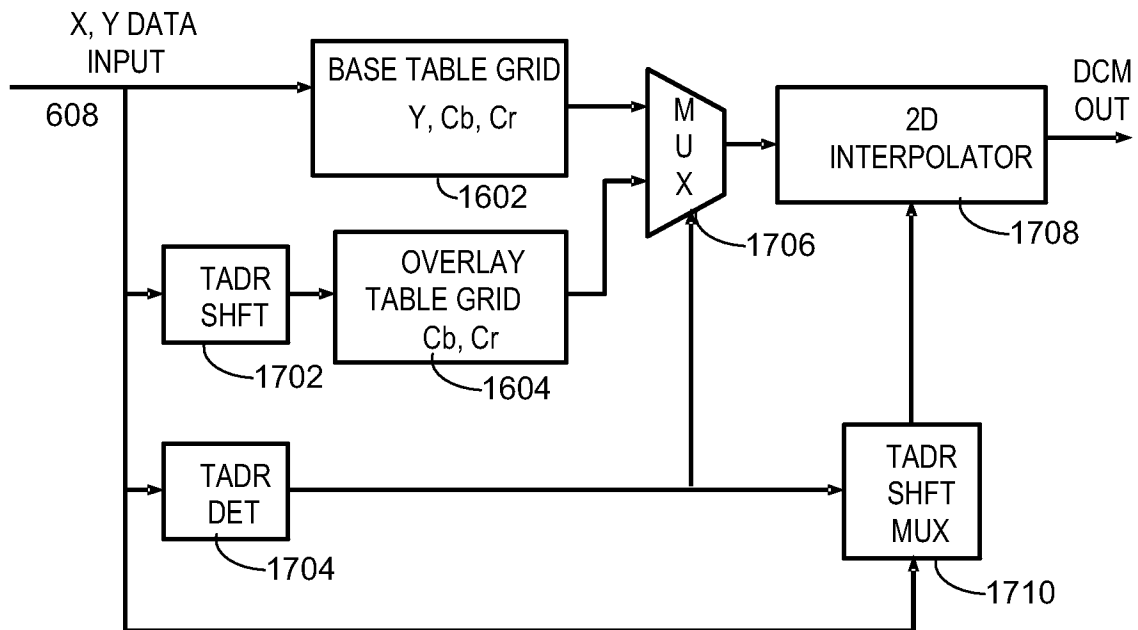 X, Y DATA
INPUT
608
BASE TABLE GRID
Y, Cb, Cr
1602
MUX
1706
2D
INTERPOLATOR
1708
DCM
OUT
TADR
SHFT
1702
OVERLAY
TABLE GRID
Cb, Cr
1604
TADR
DET
1704
TADR
SHFT
MUX
1710